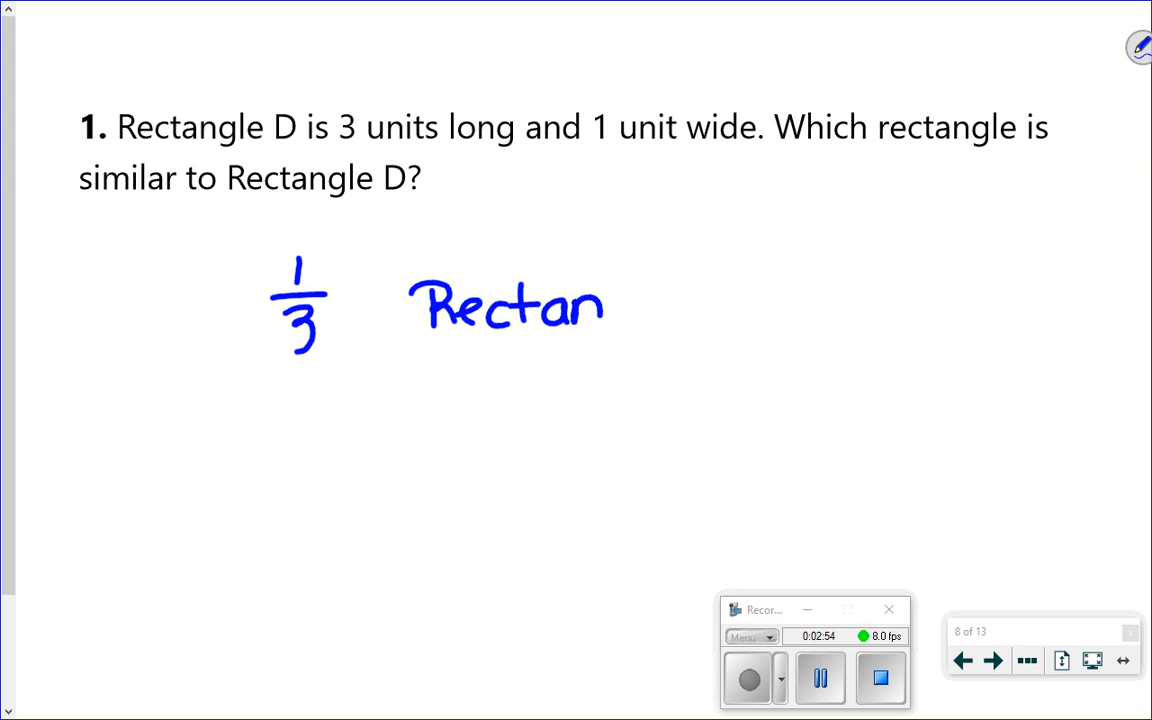 1. Rectangle D is 3 units long and 1 unit wide. Which rectangle is
similar to Rectangle D?
1
3
Rectan
Recor...
Menu
0:02:54
8.0 fps
8 of 13